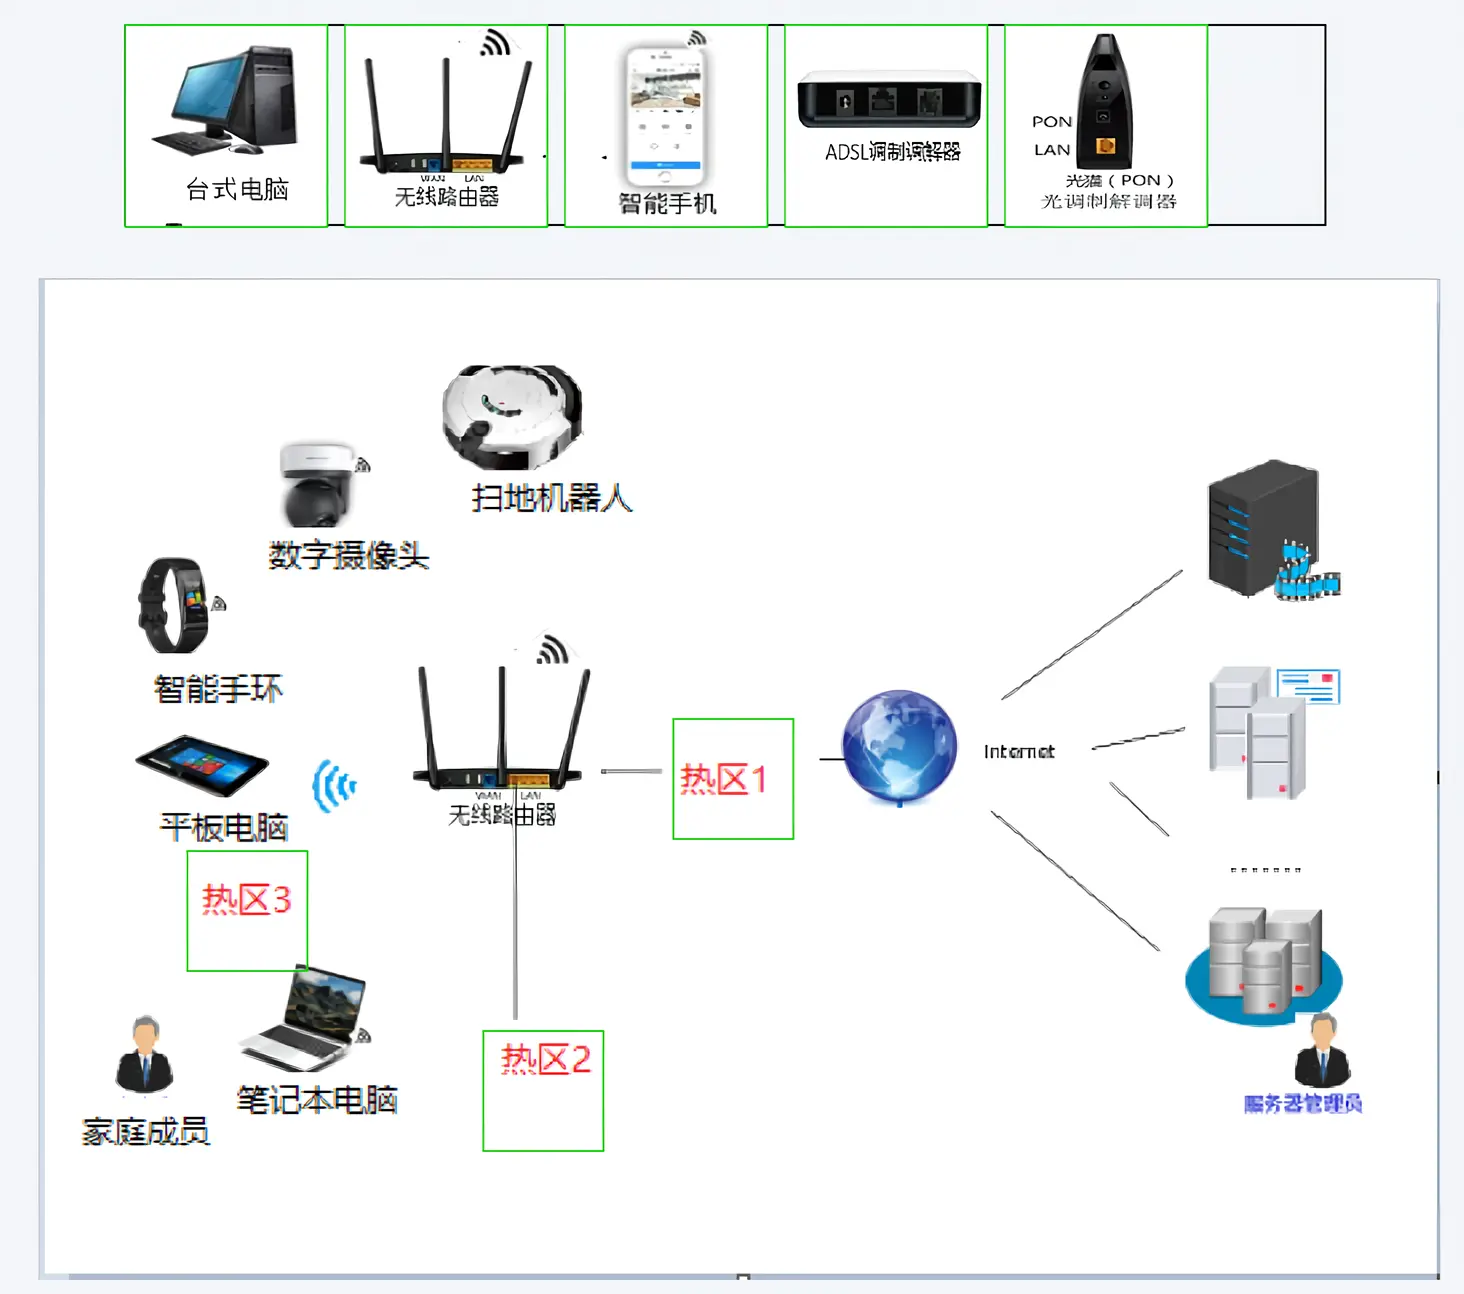 台式电脑
WAN LAN
无线路由器
智能手机
ADSL调制调解器
PON
LAN
光猫（PON）
光调制解调器
扫地机器人
数字摄像头
智能手环
平板电脑
WAN LAN
无线路由器
热区1
Internet
热区3
热区2
.......
笔记本电脑
家庭成员
服务器管理员